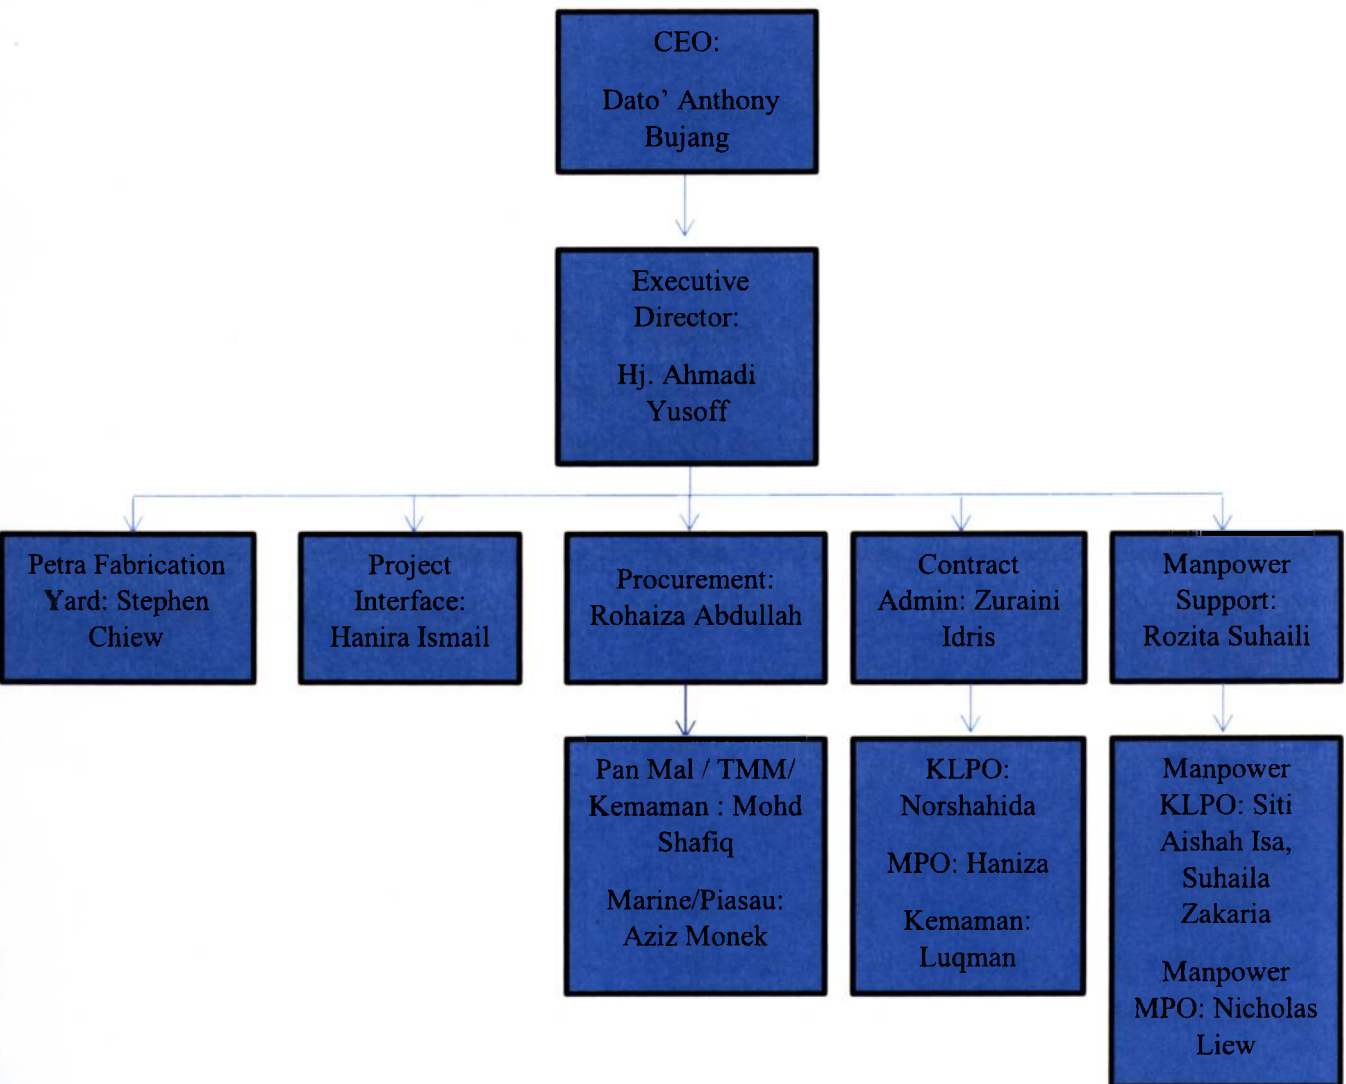 CEO:
Dato' Anthony
Bujang
Executive
Director:
Hj. Ahmadi
Yusoff
Petra Fabrication
Yard: Stephen
Chiew
Project
Interface:
Hanira Ismail
Procurement:
Rohaiza Abdullah
Contract
Admin: Zuraini
Idris
Manpower
Support:
Rozita Suhaili
Pan Mal / TMM/
Kemaman : Mohd
Shafiq
Marine/Piasau:
Aziz Monek
KLPO:
Norshahida
MPO: Haniza
Kemaman:
Luqman
Manpower
KLPO: Siti
Aishah Isa,
Suhaila
Zakaria
Manpower
MPO: Nicholas
Liew